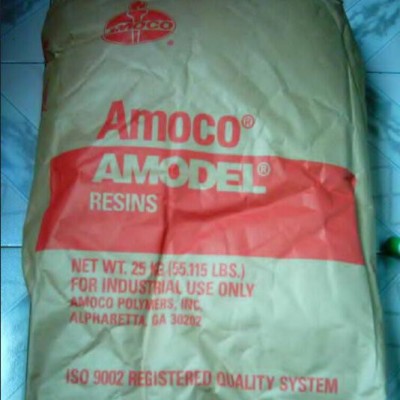 AMOCO
®
Amoco®
AMODEL®
RESINS
NET WT. 25 KG (55.115 LBS.)
FOR INDUSTRIAL USE ONLY
AMOCO POLYMERS, INC.
ALPHARETTA, GA 30202
ISO 9002 REGISTERED QUALITY SYSTEM